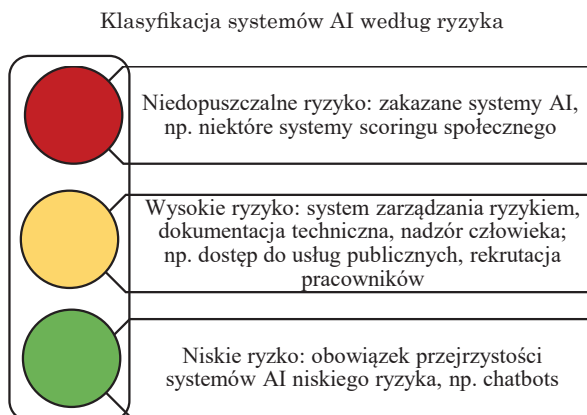 Klasyfikacja systemów AI według ryzyka
Niedopuszczalne ryzyko: zakazane systemy AI,
np. niektóre systemy scoringu społecznego
Wysokie ryzyko: system zarządzania ryzykiem,
dokumentacja techniczna, nadzór człowieka;
np. dostęp do usług publicznych, rekrutacja
pracowników
Niskie ryzko: obowiązek przejrzystości
systemów AI niskiego ryzyka, np. chatbots